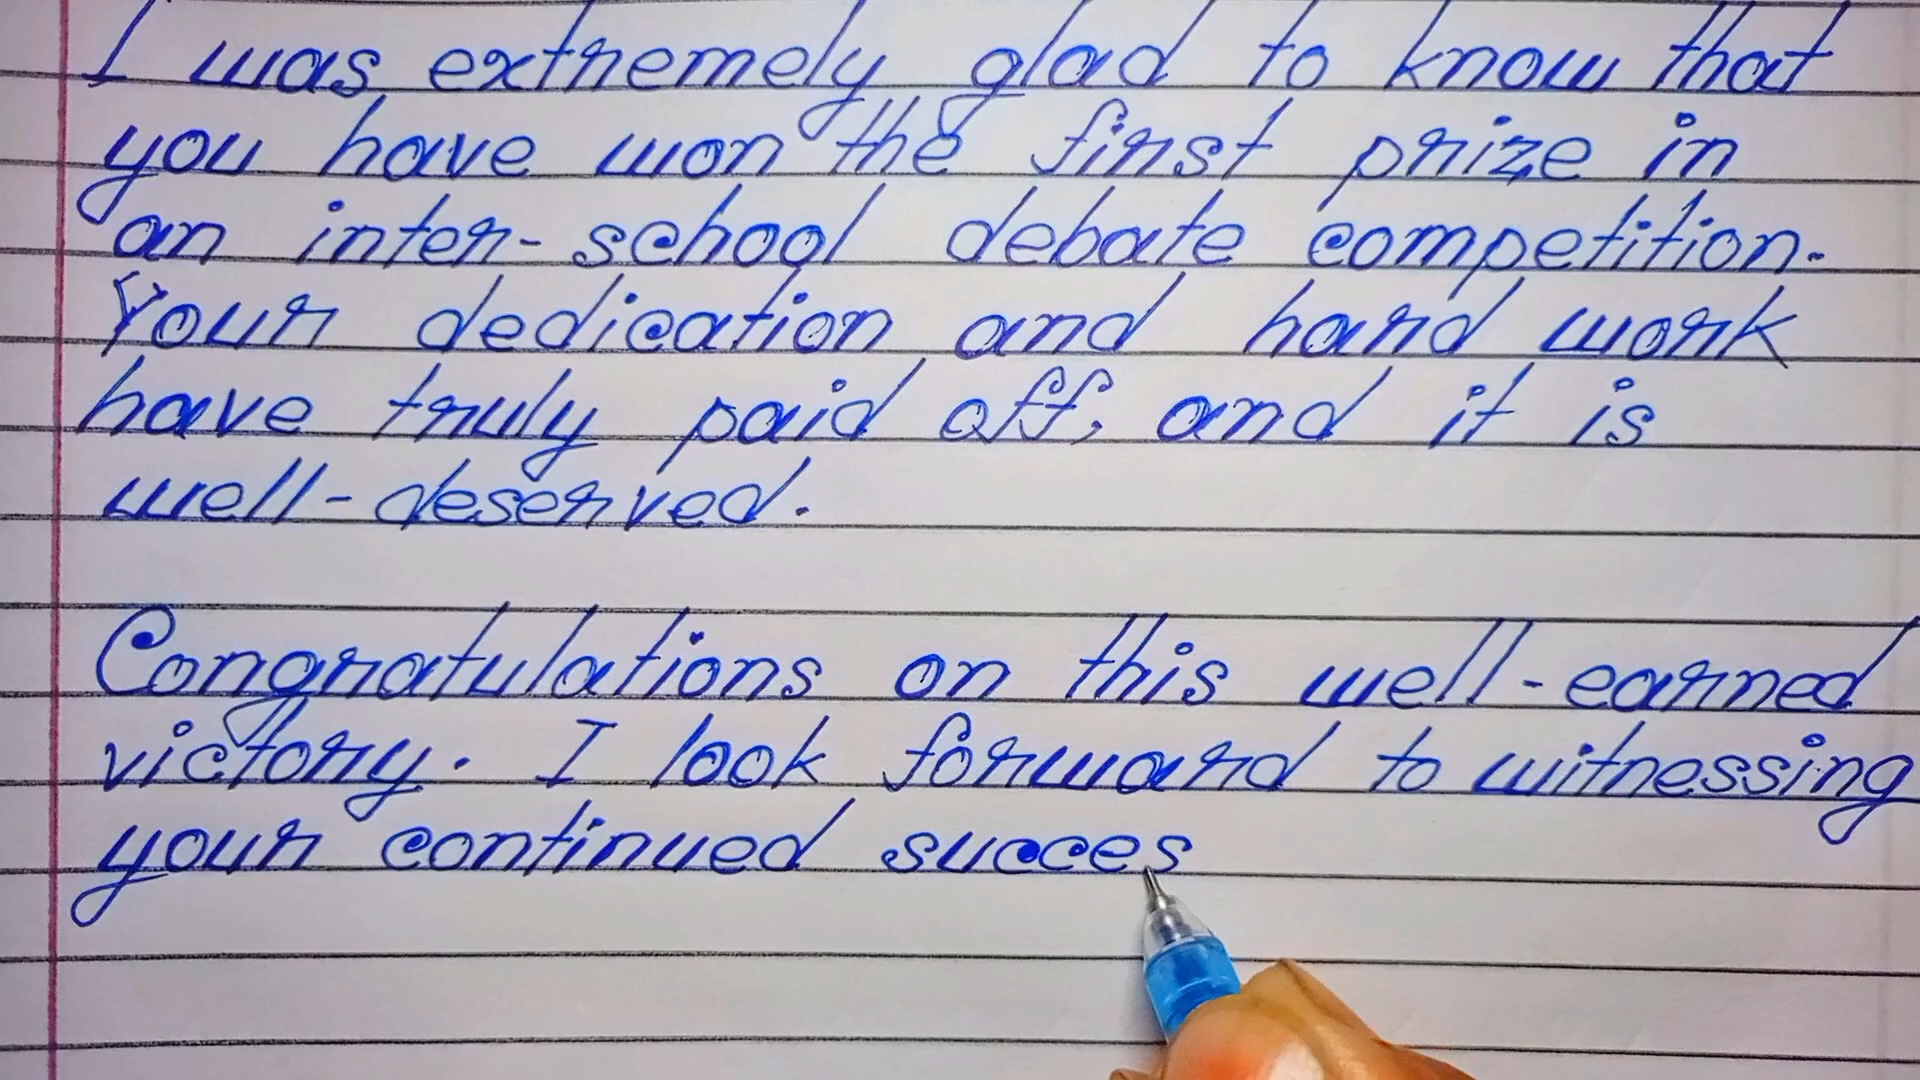 I was extremely glad to know that
you have won the first prize in
an inter-school debate competition.
Your dedication and hard work
have truly paid off, and it is
well-deserved.
Congratulations on this well-earned
victory. I look forward to witnessing
your continued succes